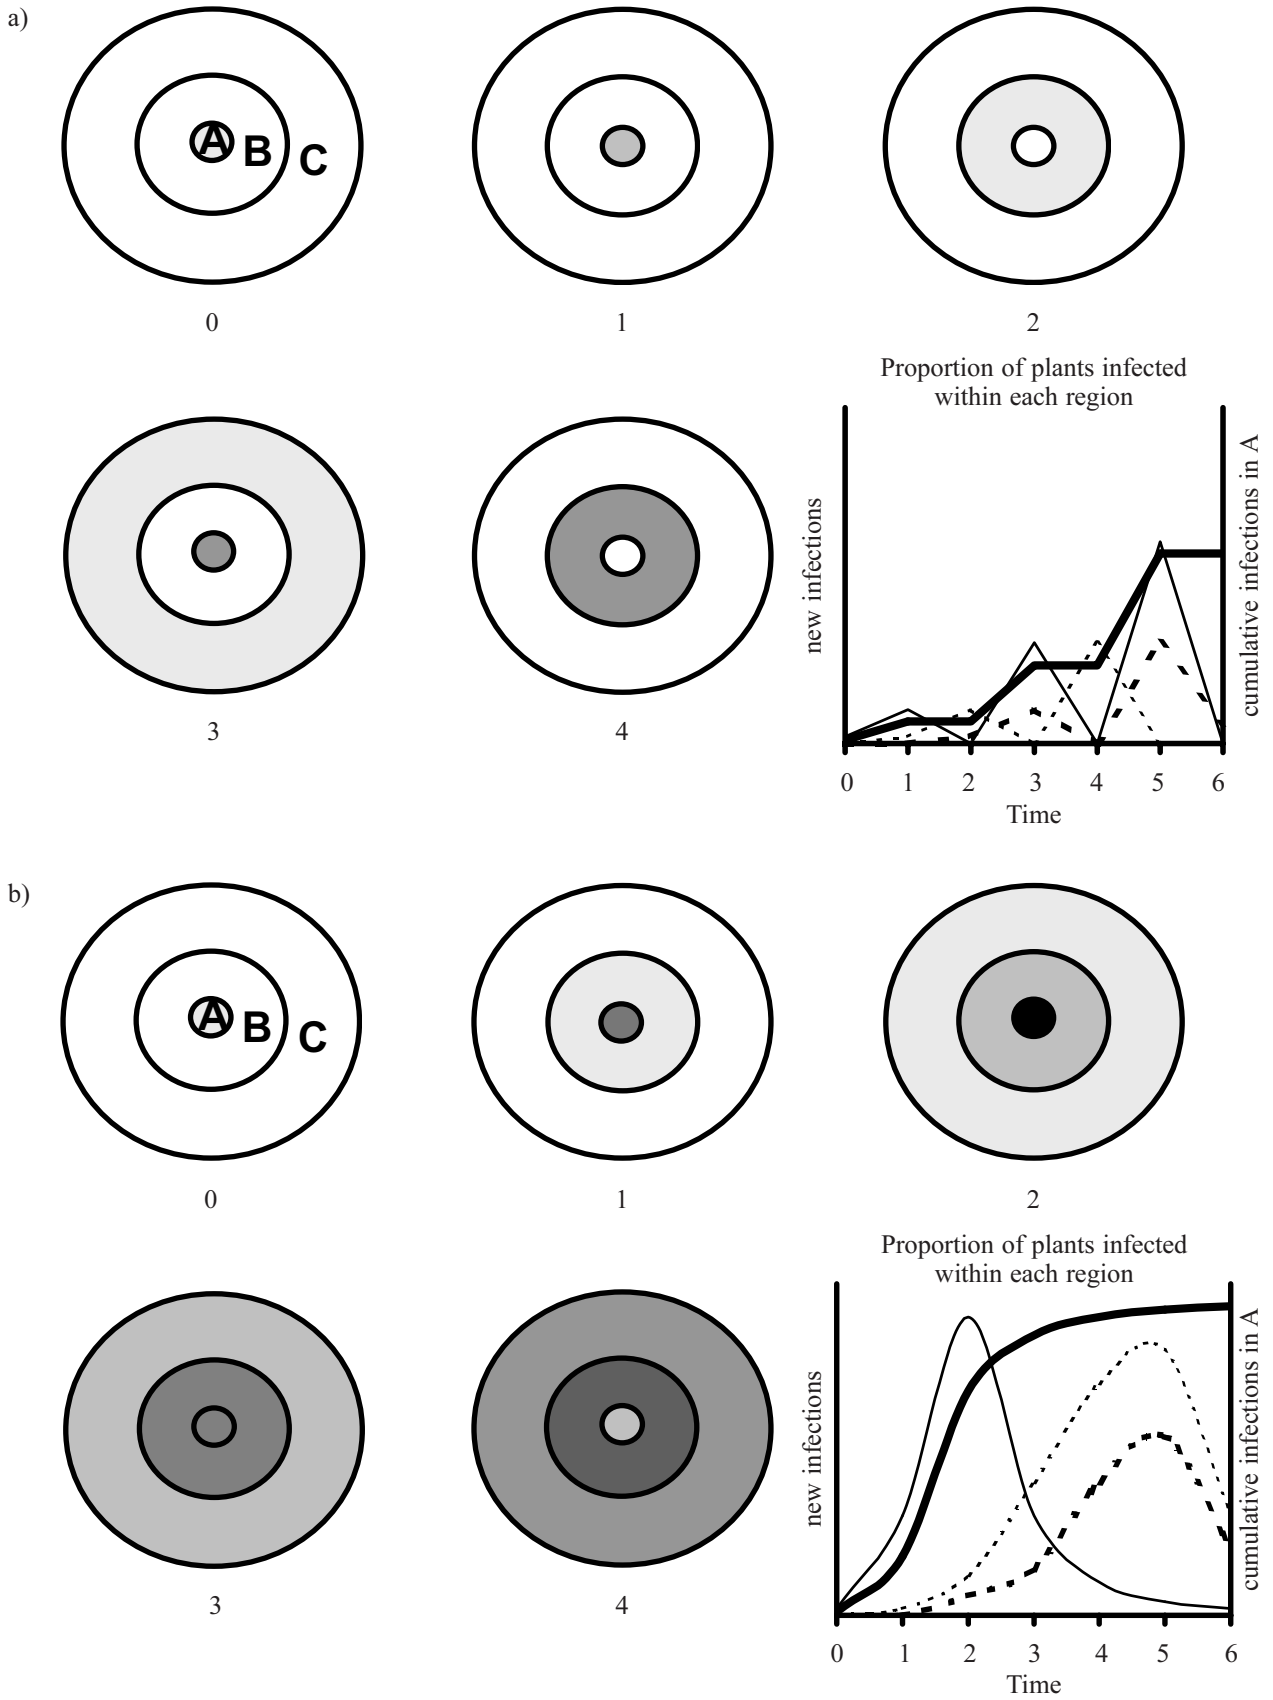 a)
A B C
0
1
2
3
4
Proportion of plants infected
within each region
new infections
cumulative infections in A
0 1 2 3 4 5 6
Time
b)
A B C
0
1
2
3
4
Proportion of plants infected
within each region
new infections
cumulative infections in A
0 1 2 3 4 5 6
Time